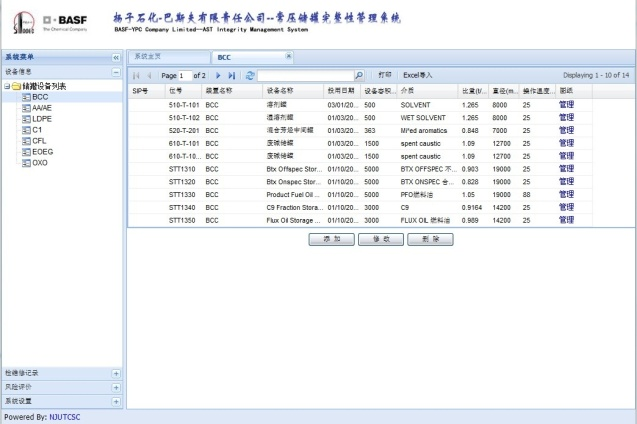 BASF
The Chemical Company
扬子石化-巴斯夫有限责任公司--常压储罐完整性管理系统
BASF-YPC Company Limited--AST Integrity Management System
系统菜单
系统主页 BCC
设备信息
Page 1 of 2 打印 Excel导入 Displaying 1 - 10 of 14
储罐设备列表
BCC
AA/AE
LDPE
C1
CFL
EOEG
OXO
SIP号 位号 装置名称 设备名称 投用日期 设备容积... 介质 比重(t/... 直径(m... 操作温度...
510-T-101 BCC 溶剂罐 03/01/20... 500 SOLVENT 1.265 8000 25 管理
510-T-102 BCC 湿溶剂罐 01/03/20... 500 WET SOLVENT 1.265 8000 25 管理
520-T-201 BCC 混合芳烃中间罐 01/03/20... 363 aromatics 0.848 7000 25 管理
610-T-101 BCC 废碱储罐 01/03/20... 1500 spent caustic 1.09 12700 25 管理
610-T-10... BCC 废碱储罐 01/03/20... 1500 spent caustic 1.09 12700 25 管理
STT1310 BCC Btx Offspec Stor... 01/10/20... 5000 BTX OFFSPEC 不... 0.903 19000 25 管理
STT1320 BCC Btx Onspec Stor... 01/10/20... 5000 BTX ONSPEC 合... 0.828 19000 25 管理
STT1330 BCC Product Fuel Oil ... 01/10/20... 5000 PFO燃料油 1.05 19000 88 管理
STT1340 BCC C9 Fraction Stora... 01/10/20... 3000 C9 0.9164 14200 25 管理
STT1350 BCC Flux Oil Storage ... 01/10/20... 3000 FLUX OIL 燃料油 0.989 14200 25 管理
添 加 修 改 删 除
检维修记录
风险评价
系统设置
Powered By: NJUTCSC